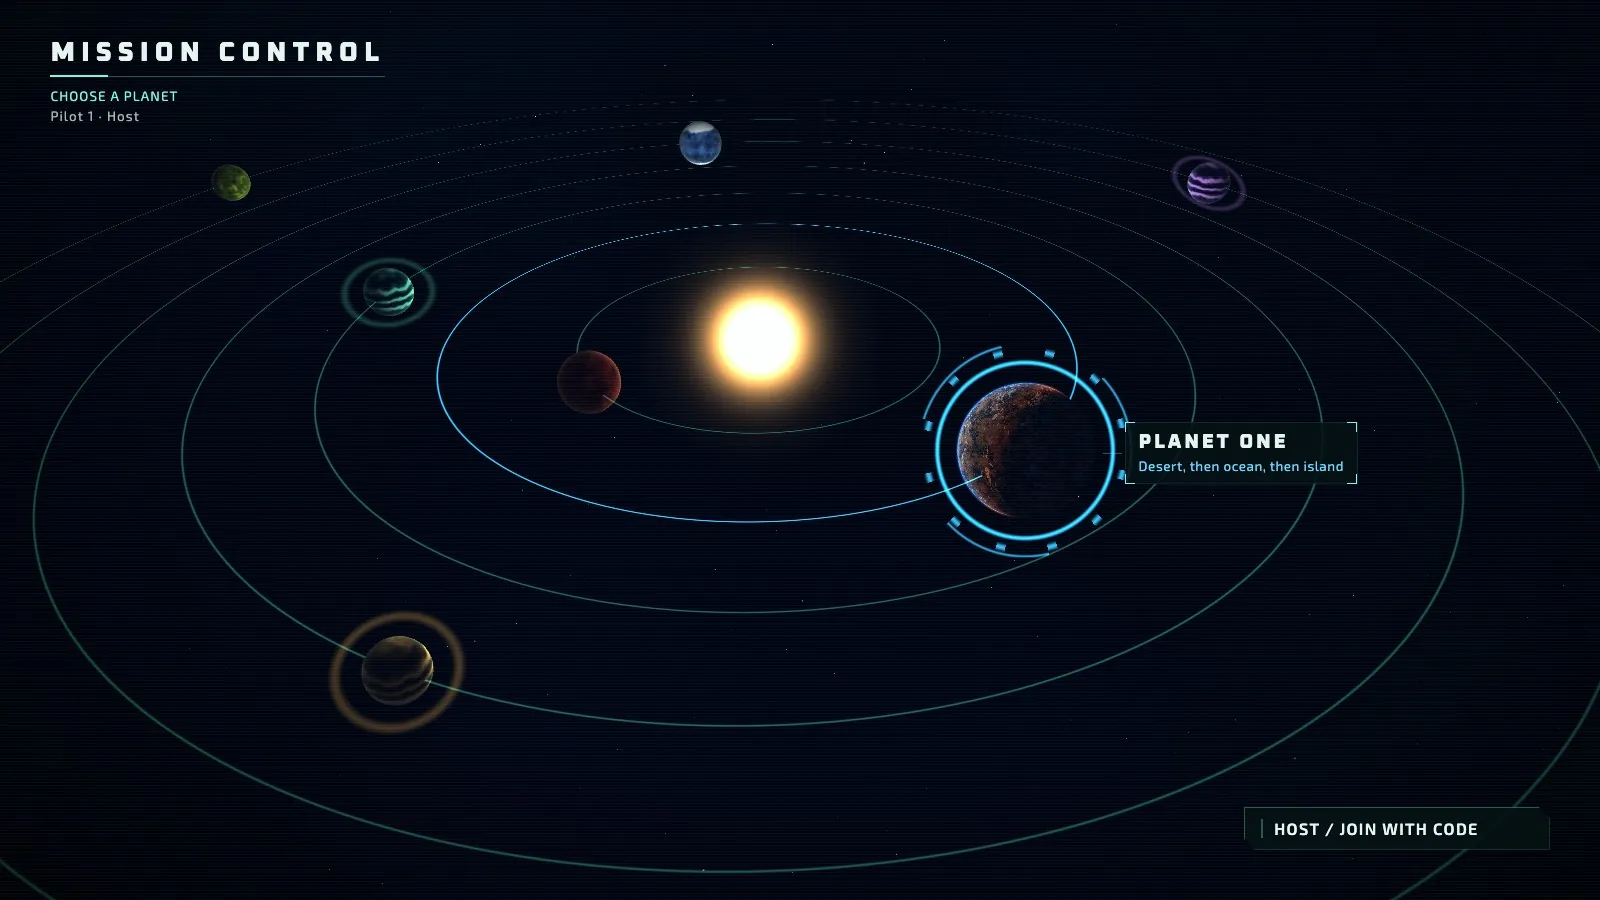 MISSION CONTROL
CHOOSE A PLANET
Pilot 1 · Host
PLANET ONE
Desert, then ocean, then island
HOST / JOIN WITH CODE